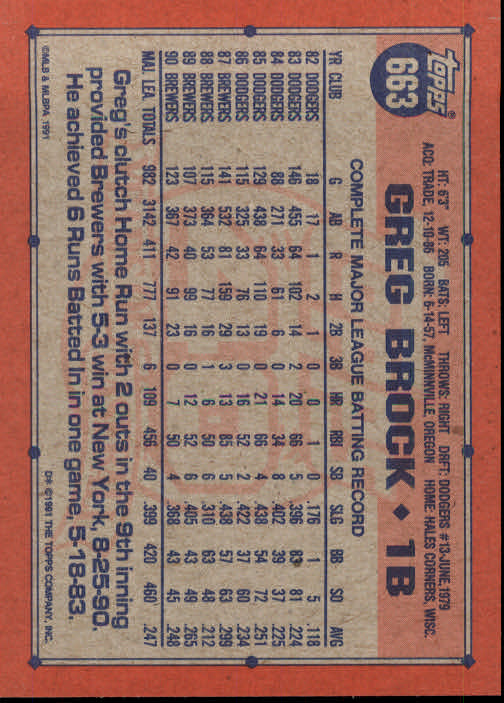 TOPPS®
663
GREG BROCK ♦ 1B
HT: 6'3" WT: 205 BATS: LEFT THROWS: RIGHT DRFT: DODGERS #13-JUNE, 1979
ACQ: TRADE, 12-10-86 BORN: 6-14-57, McMINNVILLE, OREGON HOME: HALES CORNERS, WISC.
COMPLETE MAJOR LEAGUE BATTING RECORD
YR CLUB G AB R H 2B 3B HR RBI SB SLG BB SO AVG
82 DODGERS 18 17 1 2 1 0 0 1 0 .176 1 5 .118
83 DODGERS 146 455 64 102 14 2 20 66 5 .396 83 81 .224
84 DODGERS 88 271 33 61 6 0 14 34 8 .402 39 37 .225
85 DODGERS 129 438 64 110 19 0 21 66 4 .438 54 72 .251
86 DODGERS 115 325 33 76 13 0 16 52 2 .422 37 60 .234
87 BREWERS 141 532 81 159 29 3 13 85 5 .438 57 63 .299
88 BREWERS 115 364 53 77 16 1 6 50 6 .310 63 48 .212
89 BREWERS 107 373 40 99 16 0 12 52 6 .405 43 49 .265
90 BREWERS 123 367 42 91 23 0 7 50 4 .368 43 45 .248
MAJ. LEA. TOTALS 982 3142 411 777 137 6 109 456 40 .399 420 460 .247
Greg's clutch Home Run with 2 outs in the 9th inning
provided Brewers with 5-3 win at New York, 8-25-90.
He achieved 6 Runs Batted In in one game, 5-18-83.
©MLB & MLBPA 1991
D* ©1991 THE TOPPS COMPANY, INC.